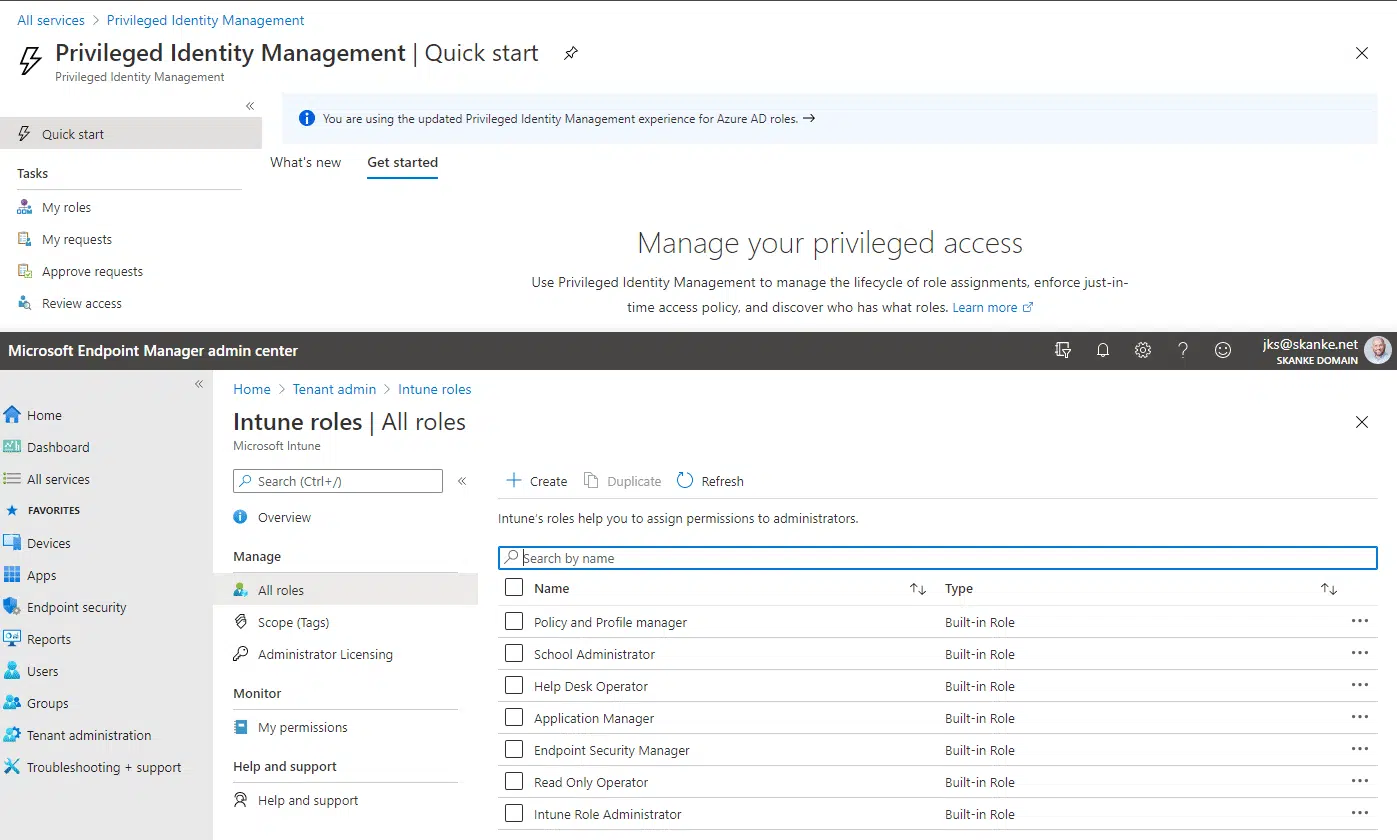 All services > Privileged Identity Management
Privileged Identity Management | Quick start
Privileged Identity Management
«
Quick start
Tasks
My roles
My requests
Approve requests
Review access
You are using the updated Privileged Identity Management experience for Azure AD roles. →
What's new Get started
Manage your privileged access
Use Privileged Identity Management to manage the lifecycle of role assignments, enforce just-in-
time access policy, and discover who has what roles. Learn more
Microsoft Endpoint Manager admin center
jks@skanke.net
SKANKE DOMAIN
«
Home
Dashboard
All services
FAVORITES
Devices
Apps
Endpoint security
Reports
Users
Groups
Tenant administration
Troubleshooting + support
Home > Tenant admin > Intune roles
Intune roles | All roles
Microsoft Intune
Search (Ctrl+/) «
Overview
Manage
All roles
Scope (Tags)
Administrator Licensing
Monitor
My permissions
Help and support
Help and support
Create Duplicate Refresh
Intune's roles help you to assign permissions to administrators.
Search by name
Name ↑↓ Type ↑↓
Policy and Profile manager Built-in Role ...
School Administrator Built-in Role ...
Help Desk Operator Built-in Role ...
Application Manager Built-in Role ...
Endpoint Security Manager Built-in Role ...
Read Only Operator Built-in Role ...
Intune Role Administrator Built-in Role ...